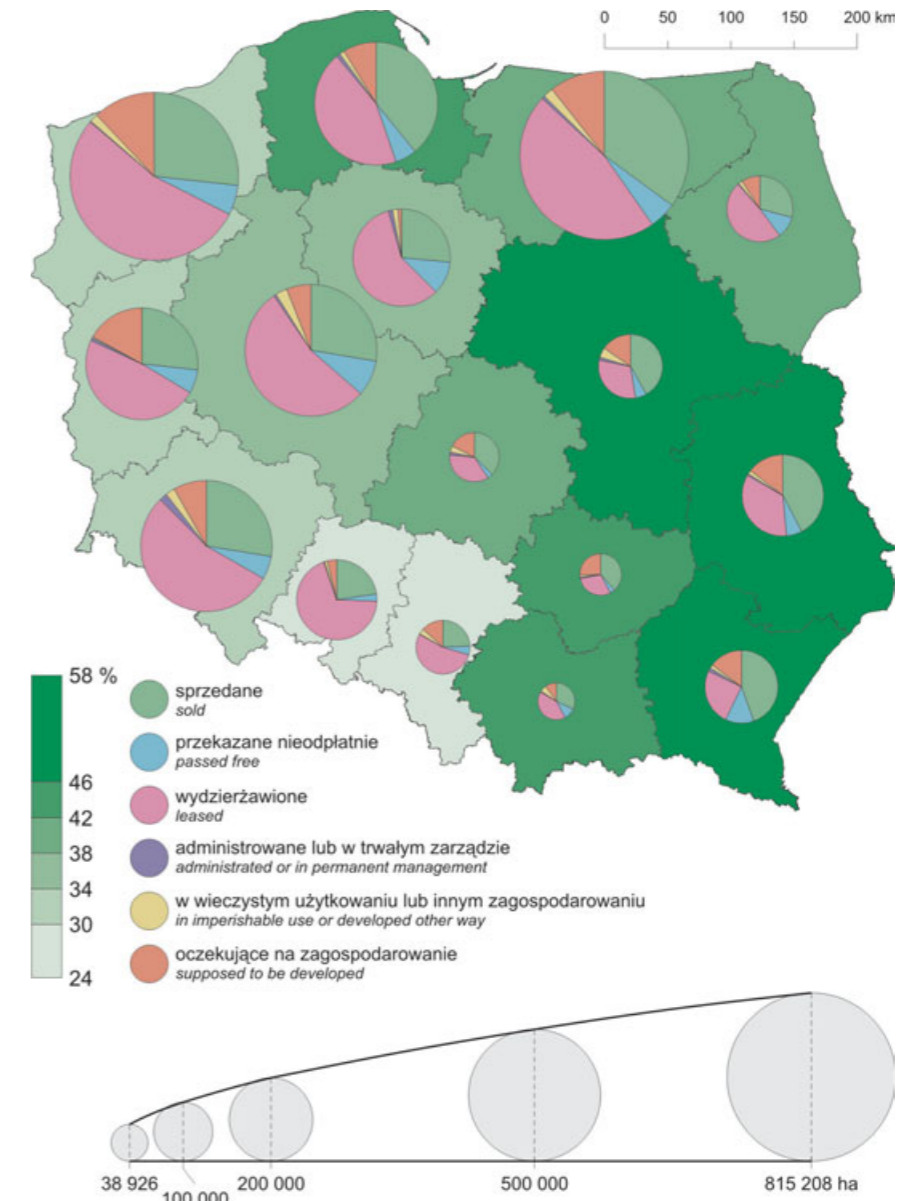 0 50 100 150 200 km
58 %
46
42
38
34
30
24
sprzedane
sold
przekazane nieodpłatnie
passed free
wydzierżawione
leased
administrowane lub w trwałym zarządzie
administrated or in permanent management
w wieczystym użytkowaniu lub innym zagospodarowaniu
in imperishable use or developed other way
oczekujące na zagospodarowanie
supposed to be developed
38 926 200 000 500 000 815 208 ha
100 000